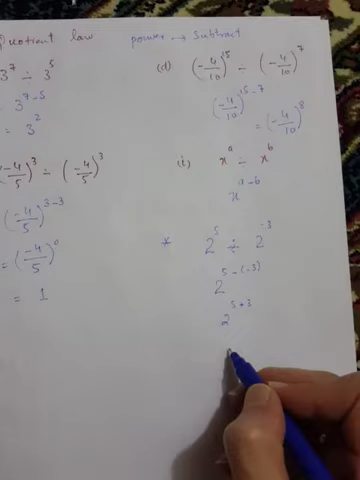 Quotient law power → Subtract
3^7 ÷ 3^5
= 3^{7-5}
= 3^2
(-4/5)^3 ÷ (-4/5)^3
(-4/5)^{3-3}
= (-4/5)^0
= 1
(d) (-4/10)^{15} ÷ (-4/10)^7
(-4/10)^{15-7}
= (-4/10)^8
(i) x^a ÷ x^b
x^{a-b}
* 2^5 ÷ 2^{-3}
2^{5-(-3)}
2^{5+3}